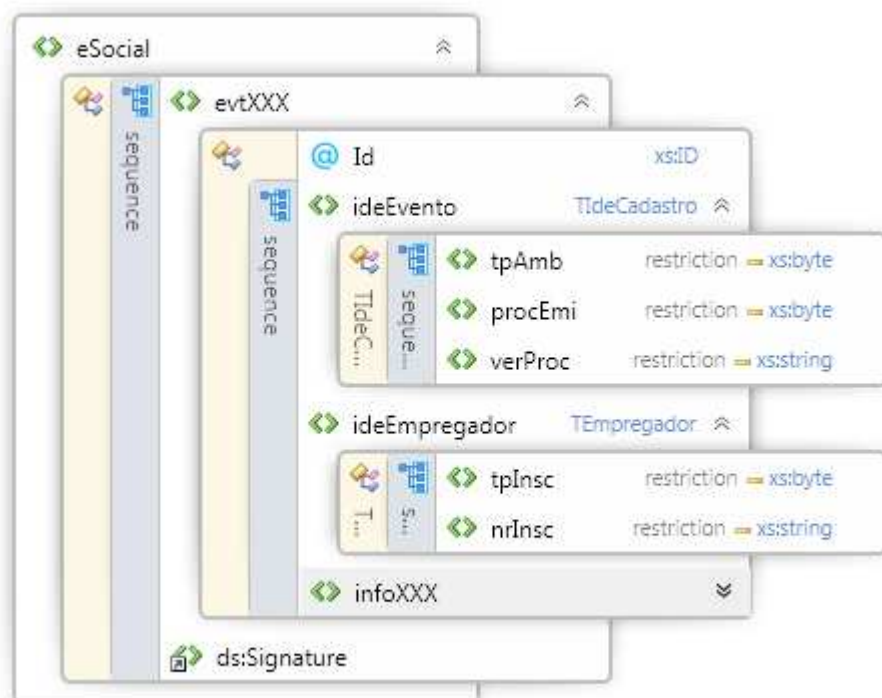 eSocial
sequence
evtXXX
sequence
Id xs:ID
ideEvento TIdeCadastro
TIdeC...
seque...
tpAmb restriction xs:byte
procEmi restriction xs:byte
verProc restriction xs:string
ideEmpregador TEmpregador
T...
s...
tpInsc restriction xs:byte
nrInsc restriction xs:string
infoXXX
ds:Signature